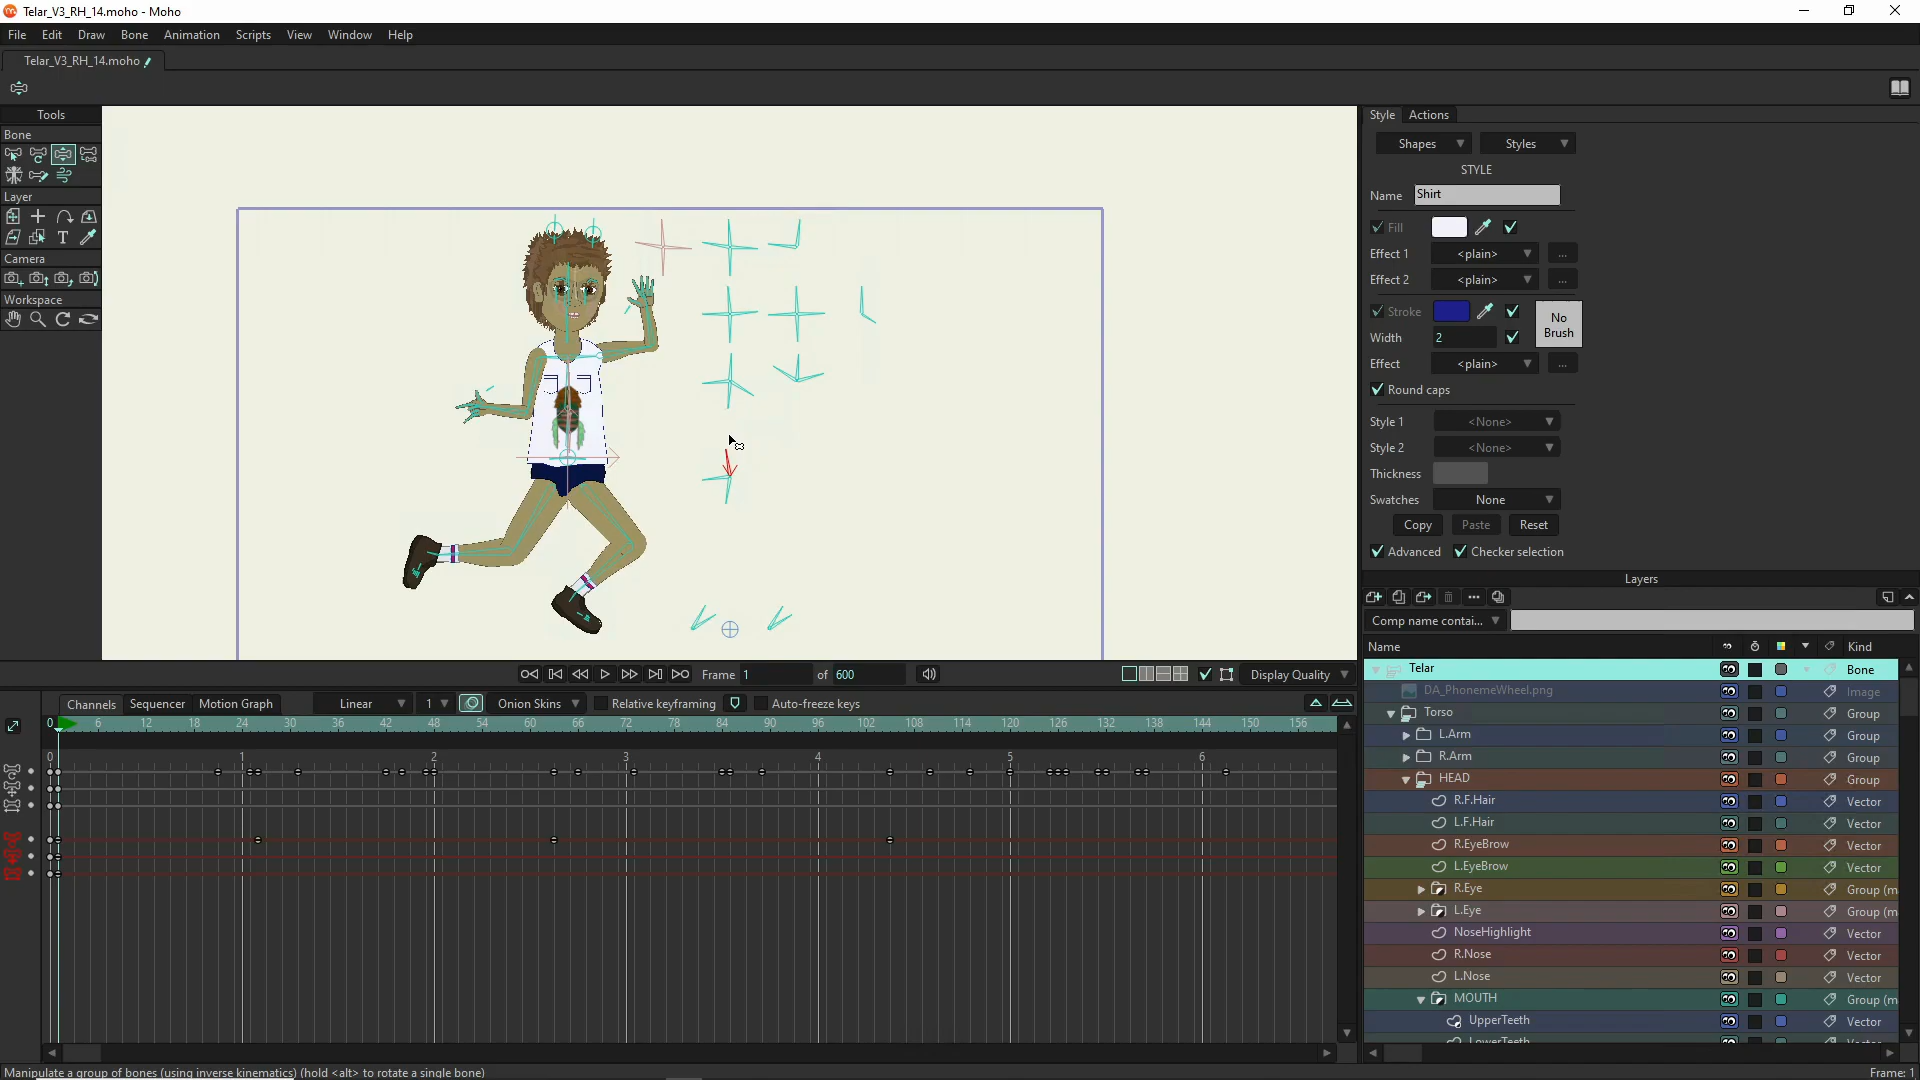 Telar_V3_RH_14.moho - Moho
File Edit Draw Bone Animation Scripts View Window Help
Telar_V3_RH_14.moho
Tools
Bone
Layer
Camera
Workspace
Style Actions
Shapes Styles
STYLE
Name Shirt
Fill
Effect 1 <plain> ...
Effect 2 <plain> ...
Stroke
No Brush
Width 2
Effect <plain> ...
Round caps
Style 1 <None>
Style 2 <None>
Thickness
Swatches None
Copy Paste Reset
Advanced Checker selection
Layers
Comp name contai...
Name Kind
Telar Bone
DA_PhonemeWheel.png Image
Torso Group
L.Arm Group
R.Arm Group
HEAD Group
R.F.Hair Vector
L.F.Hair Vector
R.EyeBrow Vector
L.EyeBrow Vector
R.Eye Group (m
L.Eye Group (m
NoseHighlight Vector
R.Nose Vector
L.Nose Vector
MOUTH Group (m
UpperTeeth Vector
LowerTeeth Vector
Frame 1 of 600 Display Quality
Channels Sequencer Motion Graph Linear 1 Onion Skins Relative keyframing Auto-freeze keys
0 6 12 18 24 30 36 42 48 54 60 66 72 78 84 90 96 102 108 114 120 126 132 138 144 150 156
0 1 2 3 4 5 6
Manipulate a group of bones (using inverse kinematics) (hold <alt> to rotate a single bone)
Frame: 1